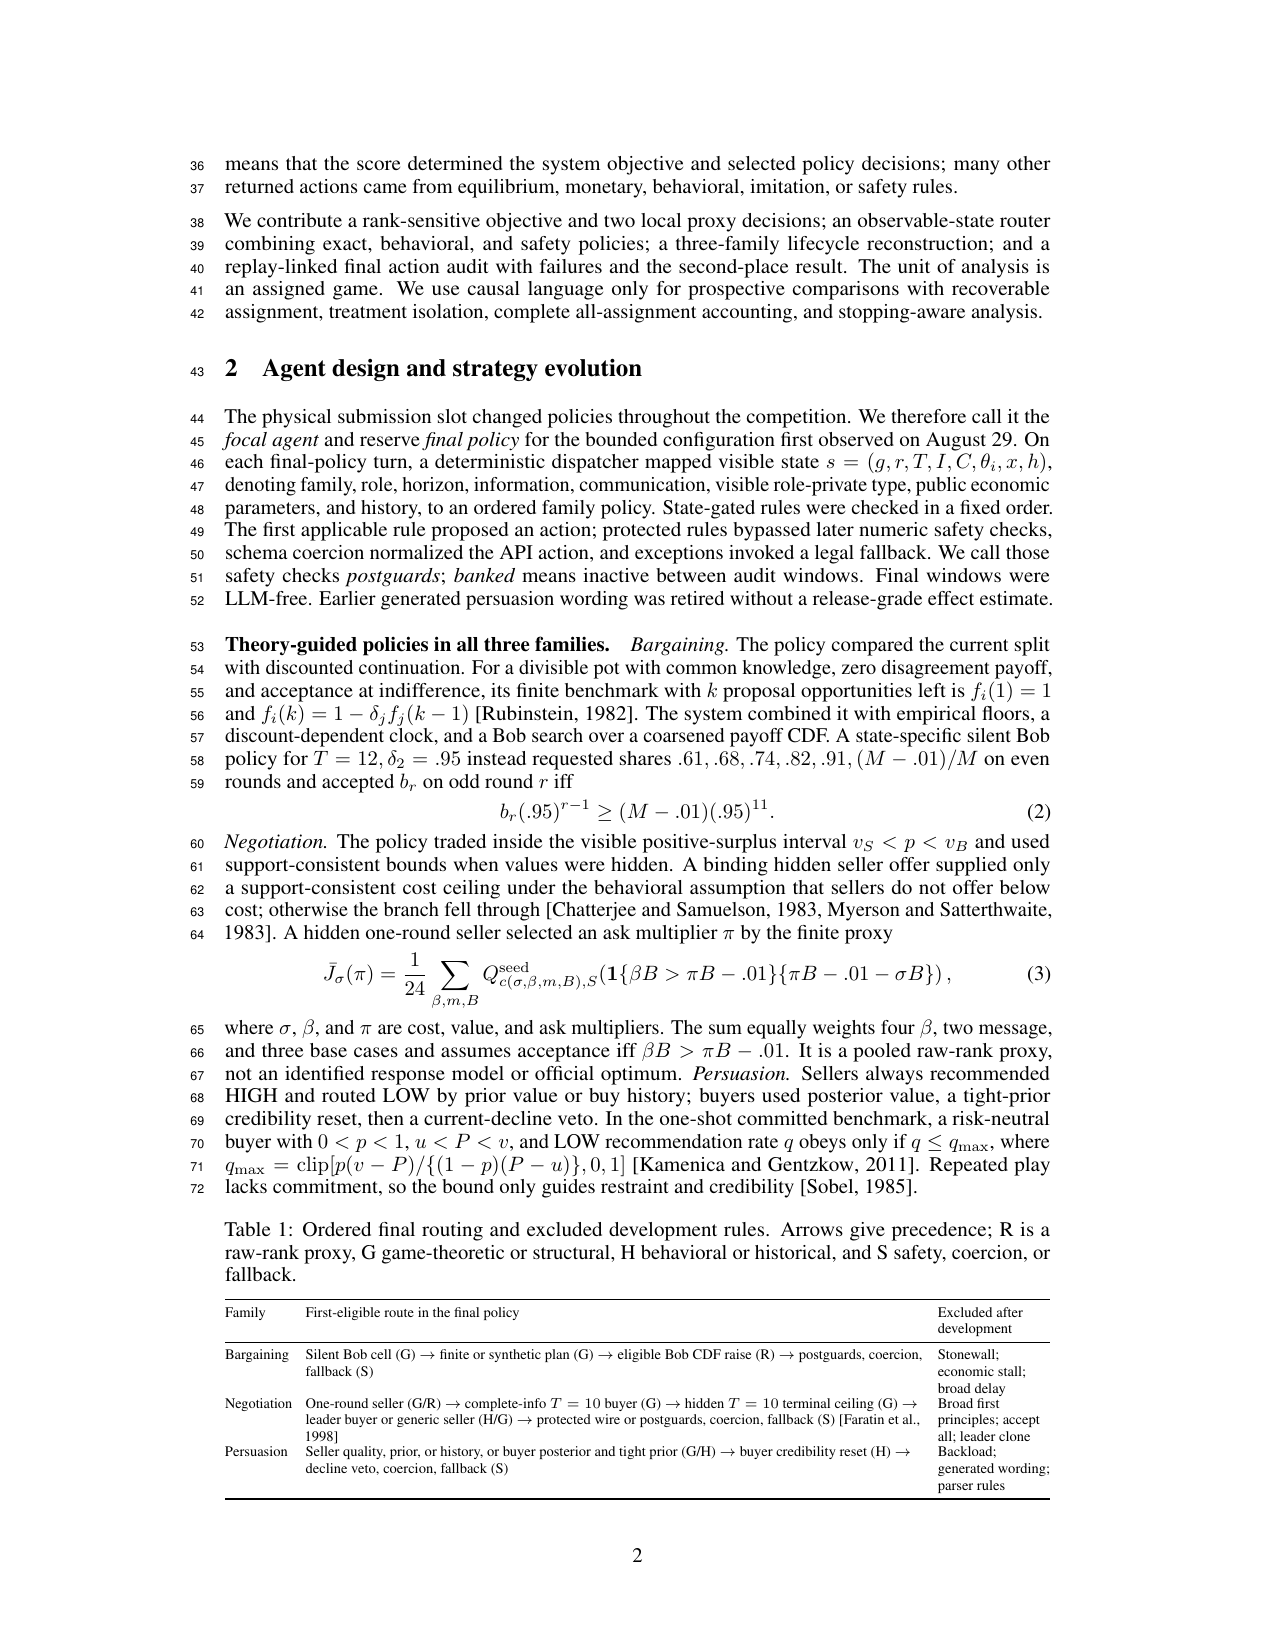 36 means that the score determined the system objective and selected policy decisions; many other
37 returned actions came from equilibrium, monetary, behavioral, imitation, or safety rules.
38 We contribute a rank-sensitive objective and two local proxy decisions; an observable-state router
39 combining exact, behavioral, and safety policies; a three-family lifecycle reconstruction; and a
40 replay-linked final action audit with failures and the second-place result. The unit of analysis is
41 an assigned game. We use causal language only for prospective comparisons with recoverable
42 assignment, treatment isolation, complete all-assignment accounting, and stopping-aware analysis.
43 2 Agent design and strategy evolution
44 The physical submission slot changed policies throughout the competition. We therefore call it the
45 focal agent and reserve final policy for the bounded configuration first observed on August 29. On
46 each final-policy turn, a deterministic dispatcher mapped visible state s = (g, r, T, I, C, θ_i, x, h),
47 denoting family, role, horizon, information, communication, visible role-private type, public economic
48 parameters, and history, to an ordered family policy. State-gated rules were checked in a fixed order.
49 The first applicable rule proposed an action; protected rules bypassed later numeric safety checks,
50 schema coercion normalized the API action, and exceptions invoked a legal fallback. We call those
51 safety checks postguards; banked means inactive between audit windows. Final windows were
52 LLM-free. Earlier generated persuasion wording was retired without a release-grade effect estimate.
53 Theory-guided policies in all three families. Bargaining. The policy compared the current split
54 with discounted continuation. For a divisible pot with common knowledge, zero disagreement payoff,
55 and acceptance at indifference, its finite benchmark with k proposal opportunities left is f_i(1) = 1
56 and f_i(k) = 1 − δ_j f_j(k − 1) [Rubinstein, 1982]. The system combined it with empirical floors, a
57 discount-dependent clock, and a Bob search over a coarsened payoff CDF. A state-specific silent Bob
58 policy for T = 12, δ_2 = .95 instead requested shares .61, .68, .74, .82, .91, (M − .01)/M on even
59 rounds and accepted b_r on odd round r iff
b_r(.95)^{r−1} ≥ (M − .01)(.95)^{11}. (2)
60 Negotiation. The policy traded inside the visible positive-surplus interval v_S < p < v_B and used
61 support-consistent bounds when values were hidden. A binding hidden seller offer supplied only
62 a support-consistent cost ceiling under the behavioral assumption that sellers do not offer below
63 cost; otherwise the branch fell through [Chatterjee and Samuelson, 1983, Myerson and Satterthwaite,
64 1983]. A hidden one-round seller selected an ask multiplier π by the finite proxy
J̄_σ(π) = 1/24 ∑_{β,m,B} Q^{seed}_{c(σ,β,m,B),S}(1{βB > πB − .01}{πB − .01 − σB}), (3)
65 where σ, β, and π are cost, value, and ask multipliers. The sum equally weights four β, two message,
66 and three base cases and assumes acceptance iff βB > πB − .01. It is a pooled raw-rank proxy,
67 not an identified response model or official optimum. Persuasion. Sellers always recommended
68 HIGH and routed LOW by prior value or buy history; buyers used posterior value, a tight-prior
69 credibility reset, then a current-decline veto. In the one-shot committed benchmark, a risk-neutral
70 buyer with 0 < p < 1, u < P < v, and LOW recommendation rate q obeys only if q ≤ q_max, where
71 q_max = clip[p(v − P)/{(1 − p)(P − u)}, 0, 1] [Kamenica and Gentzkow, 2011]. Repeated play
72 lacks commitment, so the bound only guides restraint and credibility [Sobel, 1985].
Table 1: Ordered final routing and excluded development rules. Arrows give precedence; R is a
raw-rank proxy, G game-theoretic or structural, H behavioral or historical, and S safety, coercion, or
fallback.
Family First-eligible route in the final policy Excluded after
development
Bargaining Silent Bob cell (G) → finite or synthetic plan (G) → eligible Bob CDF raise (R) → postguards, coercion, Stonewall;
fallback (S) economic stall;
broad delay
Negotiation One-round seller (G/R) → complete-info T = 10 buyer (G) → hidden T = 10 terminal ceiling (G) → Broad first
leader buyer or generic seller (H/G) → protected wire or postguards, coercion, fallback (S) [Faratin et al., principles; accept
1998] all; leader clone
Persuasion Seller quality, prior, or history, or buyer posterior and tight prior (G/H) → buyer credibility reset (H) → Backload;
decline veto, coercion, fallback (S) generated wording;
parser rules
2